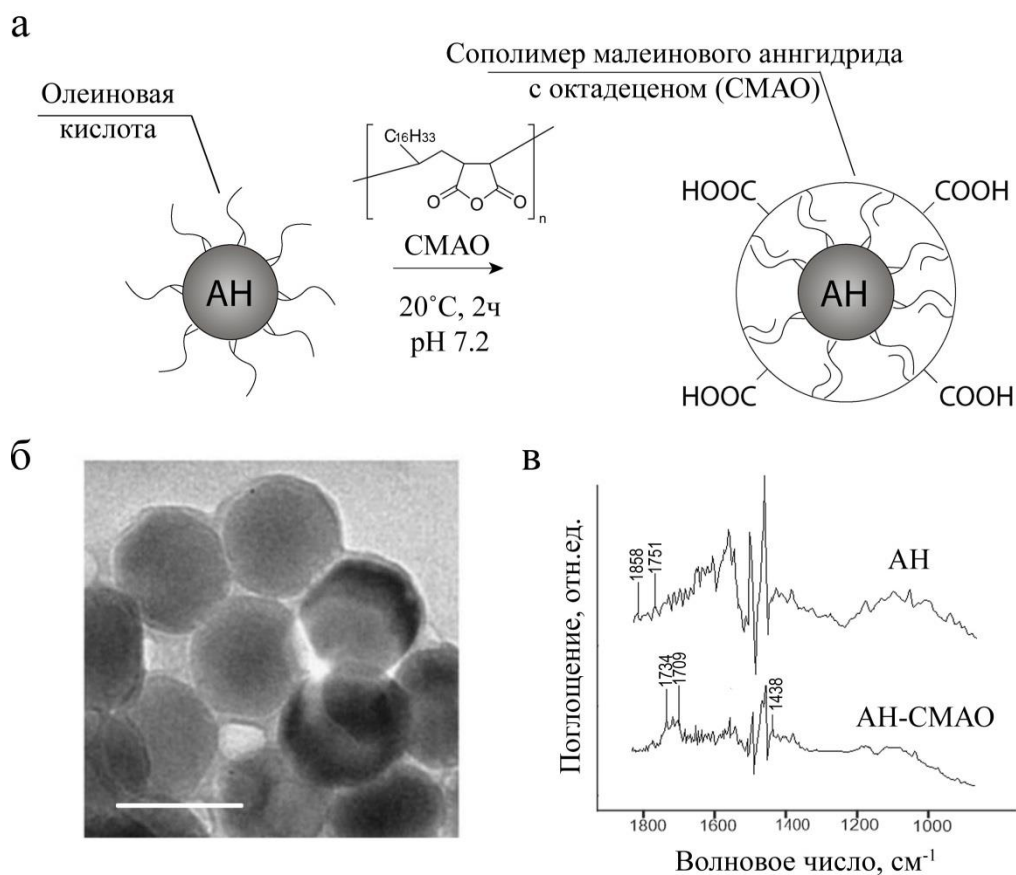 а
Олеиновая
кислота
Сополимер малеинового аннгидрида
с октадеценом (СМАО)
C16H33
O
O
O
n
СМАО
20˚C, 2ч
pH 7.2
АН
HOOC
COOH
АН
HOOC
COOH
б
в
Поглощение, отн.ед.
1858
1751
АН
1734
1709
1438
АН-СМАО
1800
1600
1400
1200
1000
Волновое число, см-1